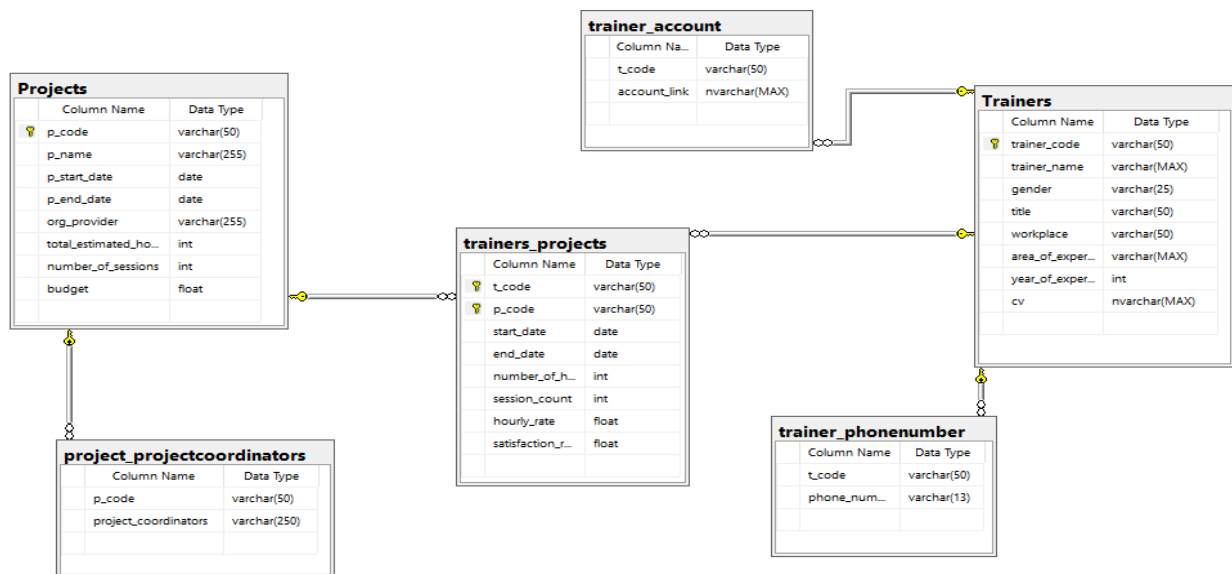 trainer_account
Column Na... Data Type
t_code varchar(50)
account_link nvarchar(MAX)
Projects
Column Name Data Type
p_code varchar(50)
p_name varchar(255)
p_start_date date
p_end_date date
org_provider varchar(255)
total_estimated_ho... int
number_of_sessions int
budget float
Trainers
Column Name Data Type
trainer_code varchar(50)
trainer_name varchar(MAX)
gender varchar(25)
title varchar(50)
workplace varchar(50)
area_of_exper... varchar(MAX)
year_of_exper... int
cv nvarchar(MAX)
trainers_projects
Column Name Data Type
t_code varchar(50)
p_code varchar(50)
start_date date
end_date date
number_of_h... int
session_count int
hourly_rate float
satisfaction_r... float
project_projectcoordinators
Column Name Data Type
p_code varchar(50)
project_coordinators varchar(250)
trainer_phonenumber
Column Name Data Type
t_code varchar(50)
phone_num... varchar(13)